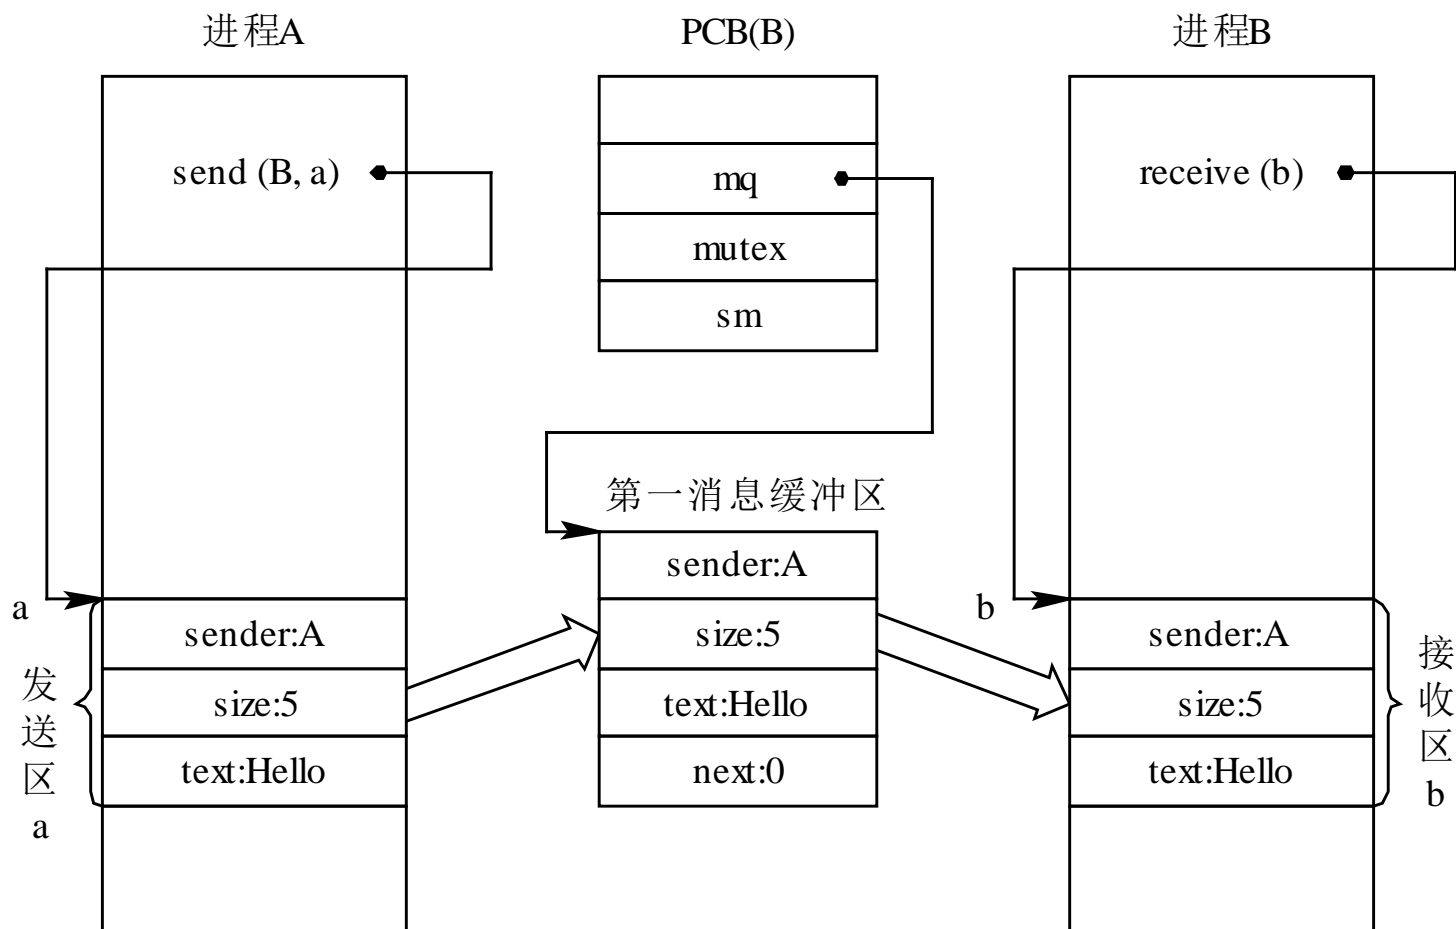 进程A
PCB(B)
进程B
send (B, a)
mq
receive (b)
mutex
sm
第一消息缓冲区
sender:A
a
b
sender:A
size:5
sender:A
发送区a
size:5
text:Hello
size:5
接收区b
text:Hello
next:0
text:Hello